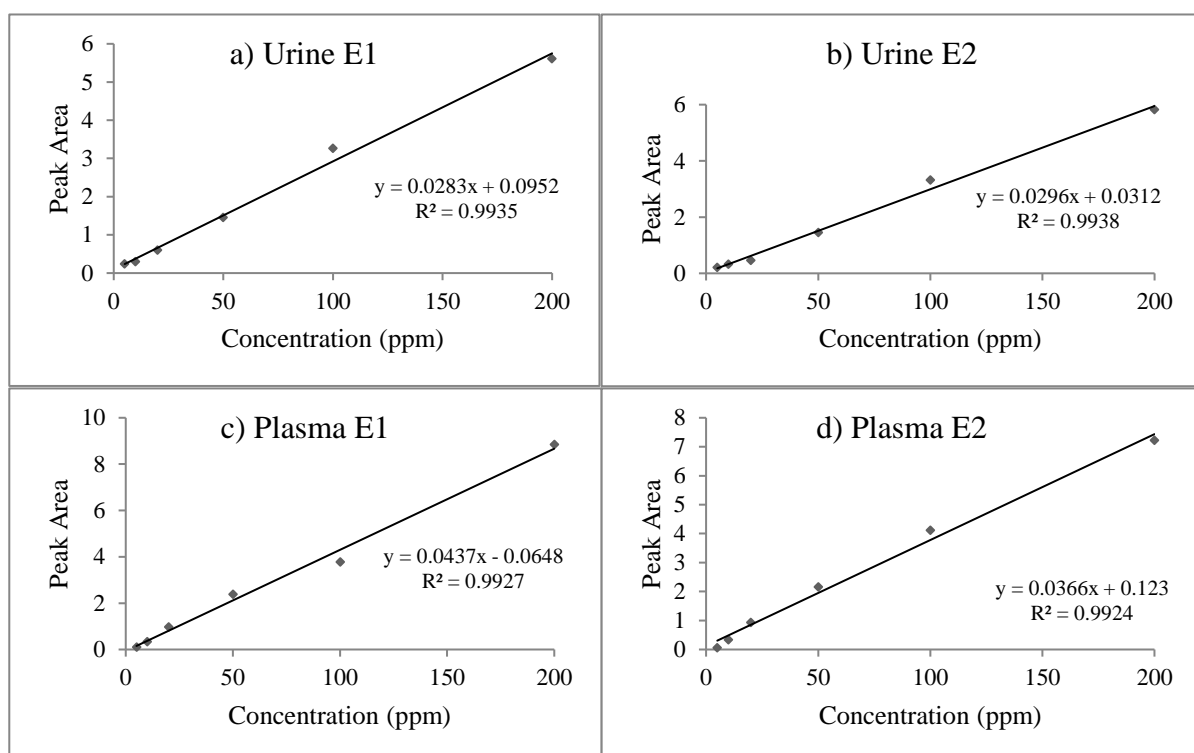 a) Urine E1
Peak Area
6
5
4
3
2
1
0
y = 0.0283x + 0.0952
R² = 0.9935
0 50 100 150 200
Concentration (ppm)
b) Urine E2
Peak Area
6
4
2
0
y = 0.0296x + 0.0312
R² = 0.9938
0 50 100 150 200
Concentration (ppm)
c) Plasma E1
Peak Area
10
8
6
4
2
0
y = 0.0437x - 0.0648
R² = 0.9927
0 50 100 150 200
Concentration (ppm)
d) Plasma E2
Peak Area
8
7
6
5
4
3
2
1
0
y = 0.0366x + 0.123
R² = 0.9924
0 50 100 150 200
Concentration (ppm)